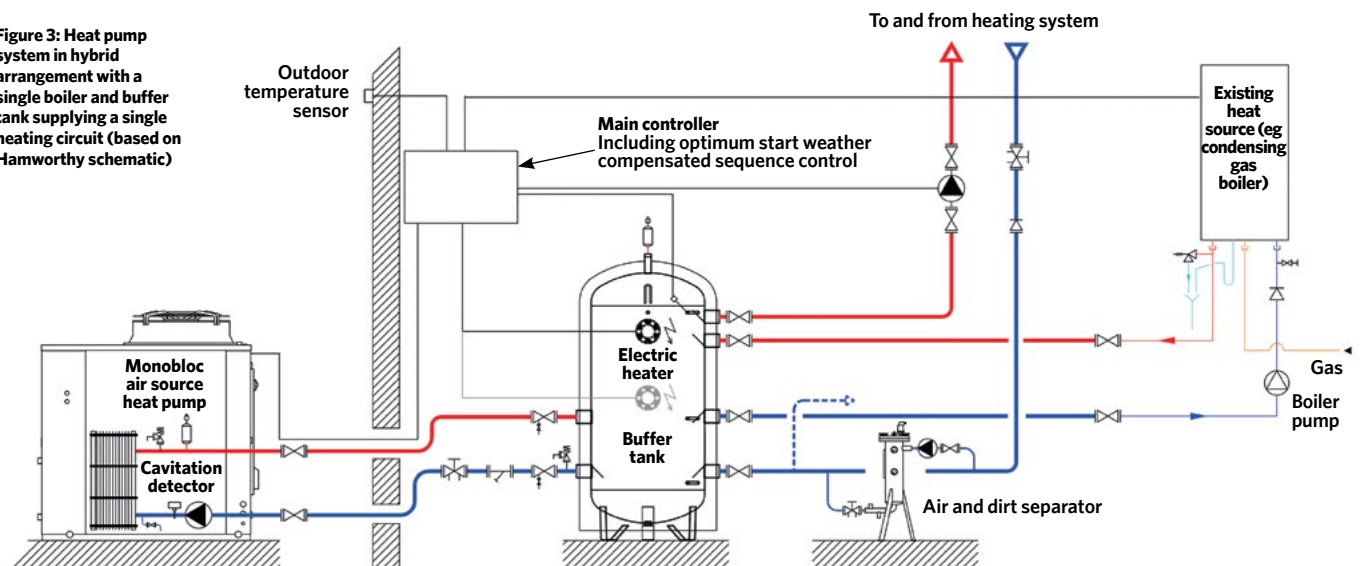 Figure 3: Heat pump
system in hybrid
arrangement with a
single boiler and buffer
tank supplying a single
heating circuit (based on
Hamworthy schematic)
Outdoor
temperature
sensor
To and from heating system
Main controller
Including optimum start weather
compensated sequence control
Existing
heat
source (eg
condensing
gas
boiler)
Monobloc
air source
heat pump
Cavitation
detector
Electric
heater
Buffer
tank
Gas
Boiler
pump
Air and dirt separator